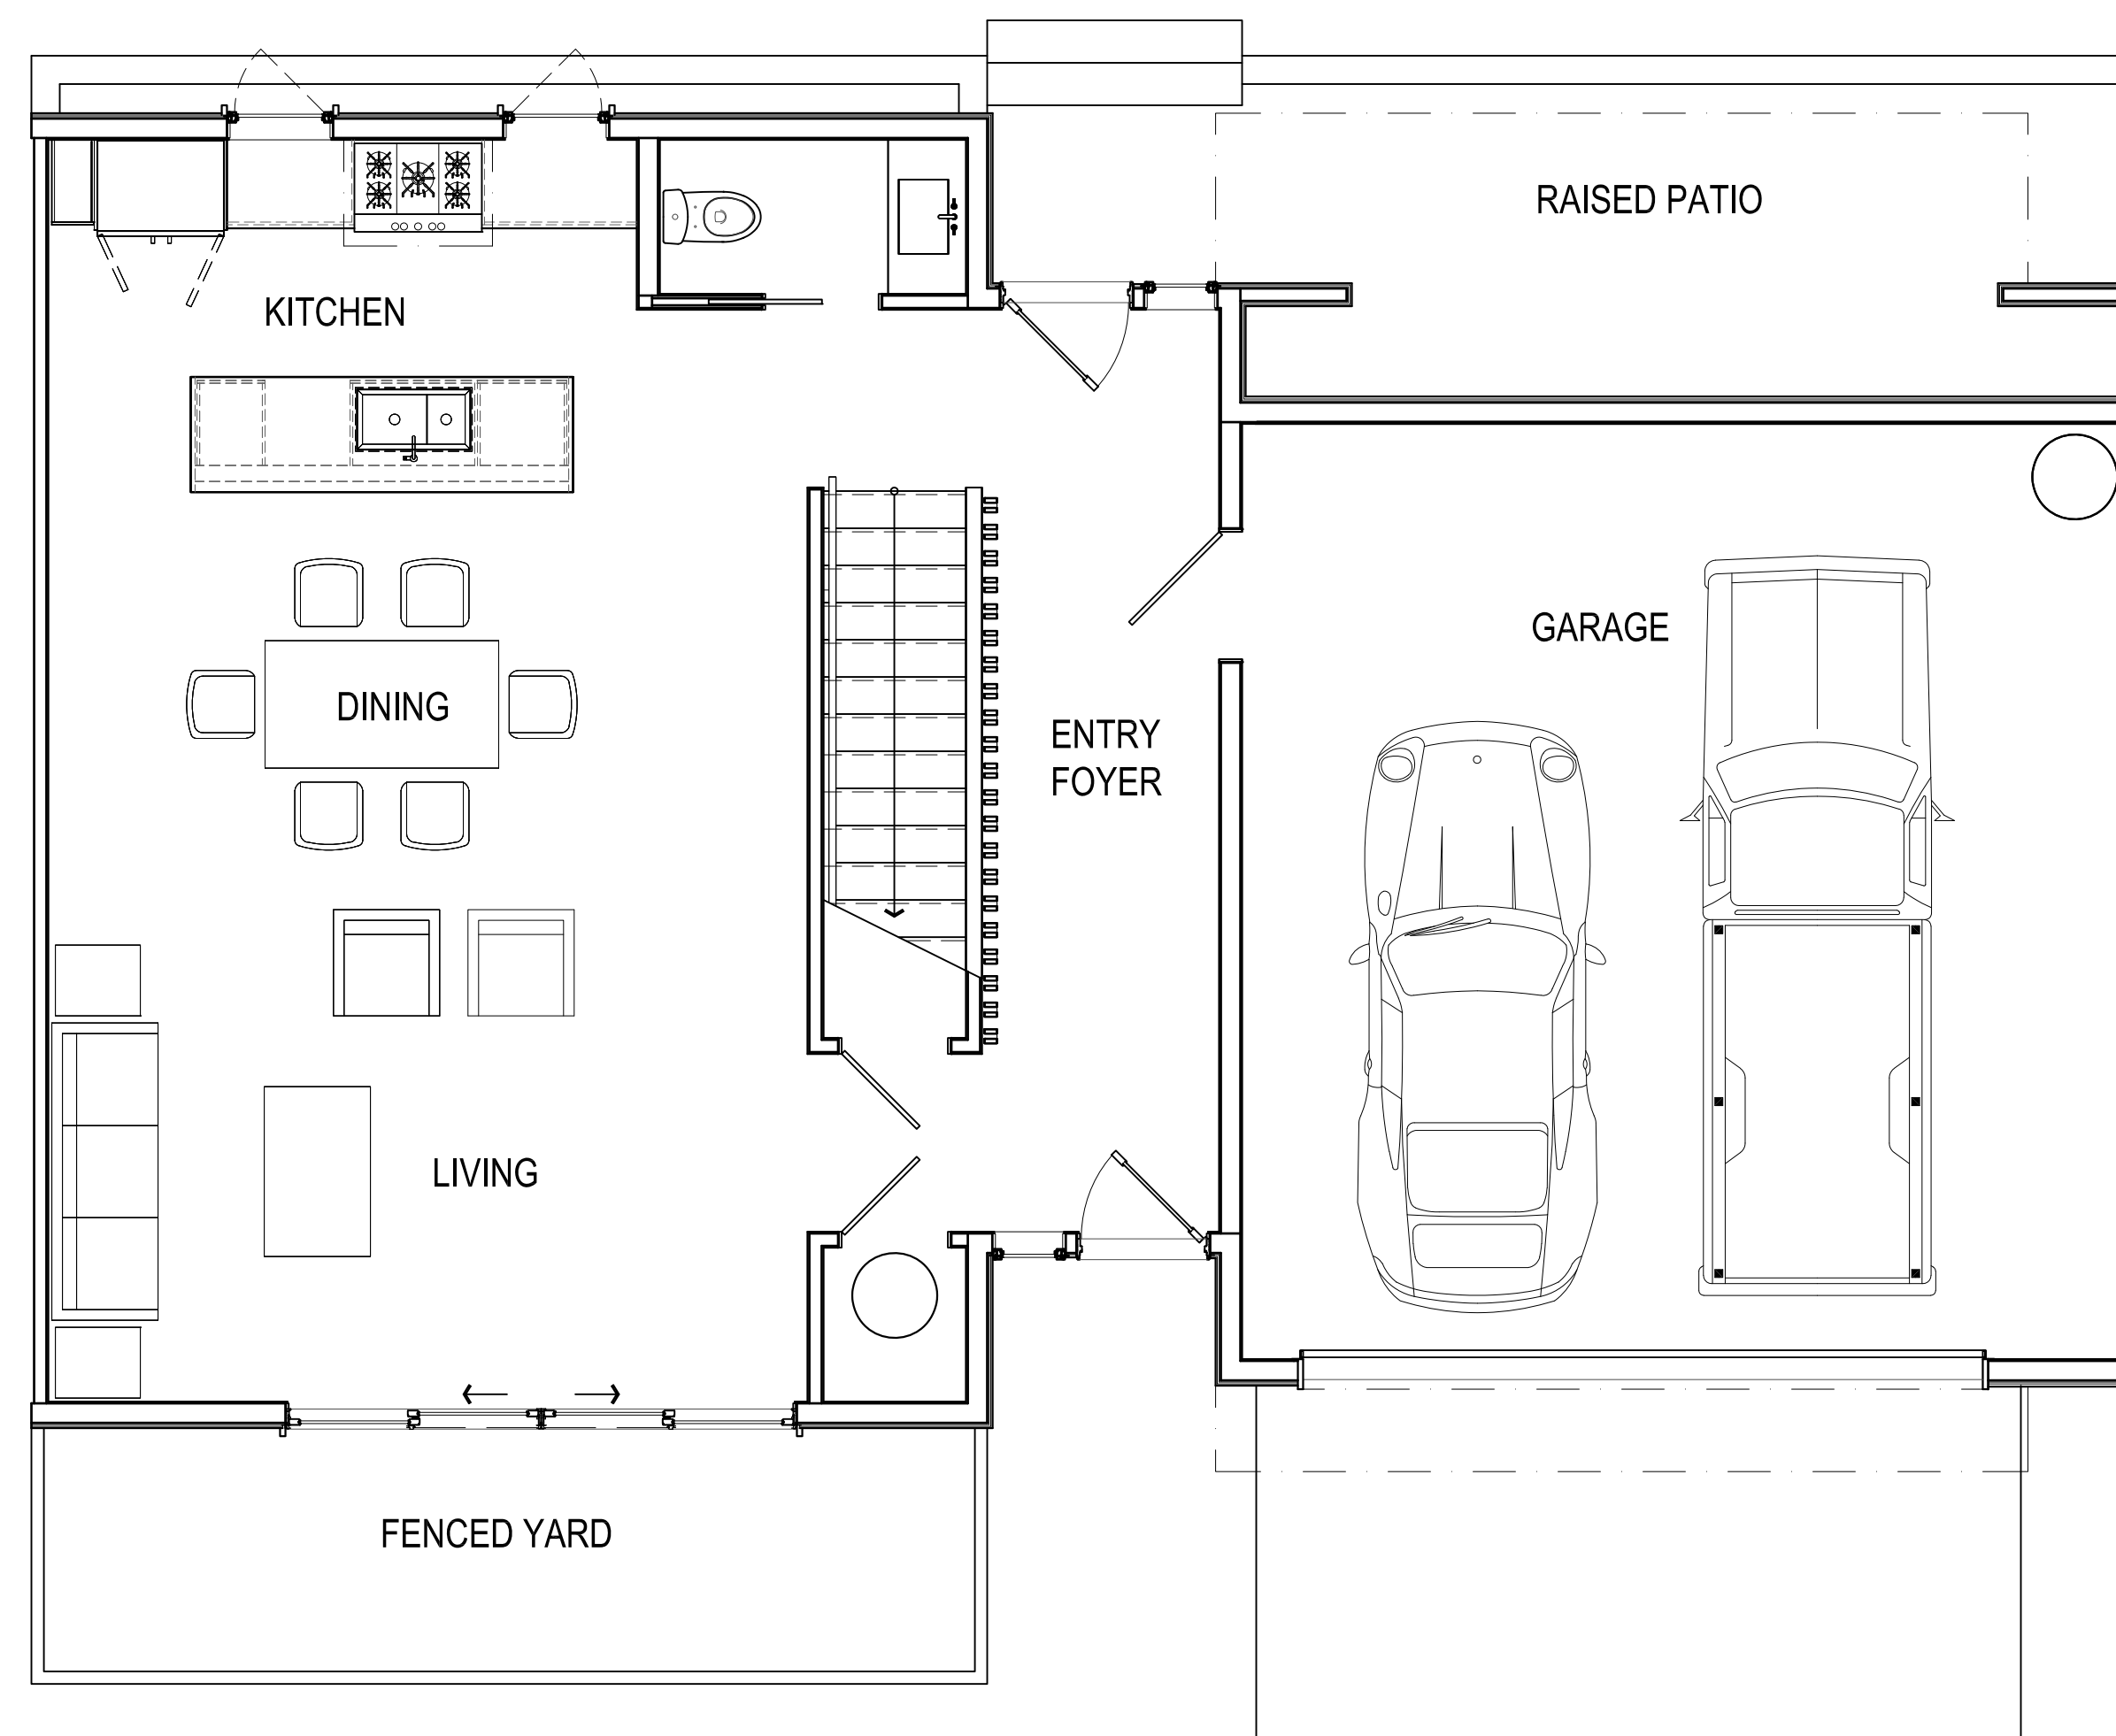 RAISED PATIO
KITCHEN
GARAGE
DINING
ENTRY
FOYER
LIVING
FENCED YARD